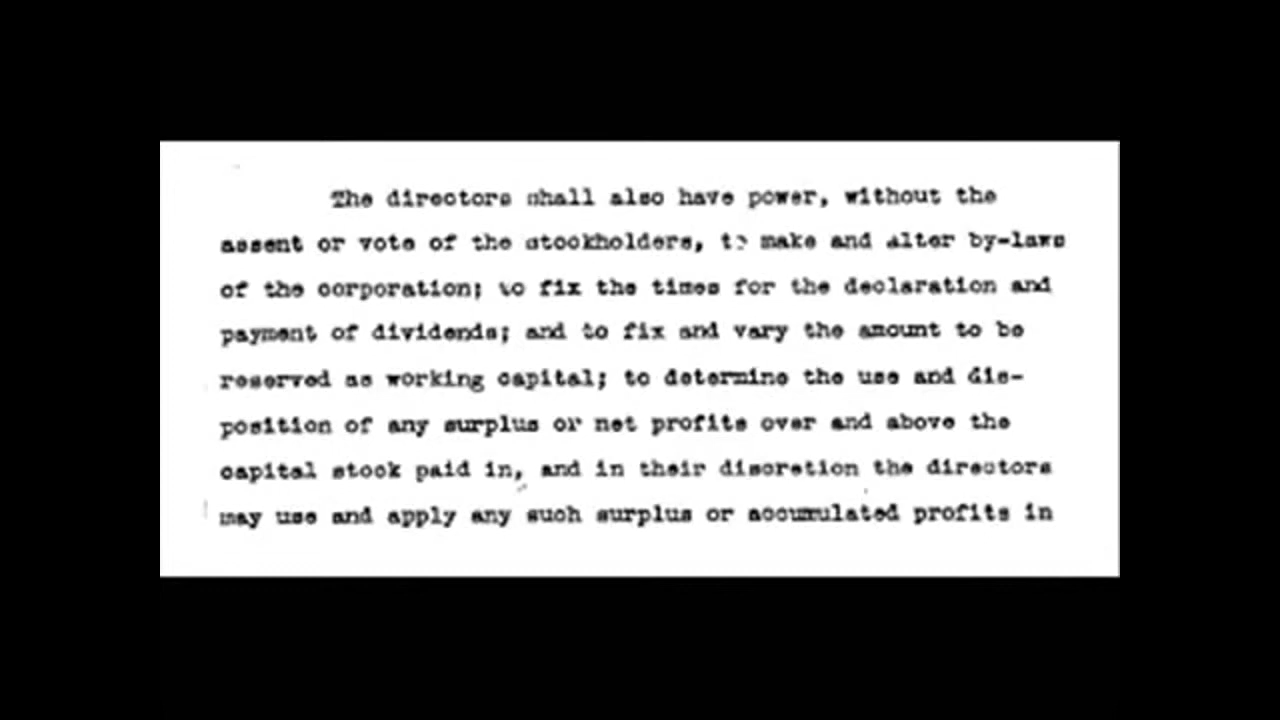 The directors shall also have power, without the
assent or vote of the stockholders, to make and alter by-laws
of the corporation; to fix the times for the declaration and
payment of dividends; and to fix and vary the amount to be
reserved as working capital; to determine the use and dis-
position of any surplus or net profits over and above the
capital stock paid in, and in their discretion the directors
may use and apply any such surplus or accumulated profits in